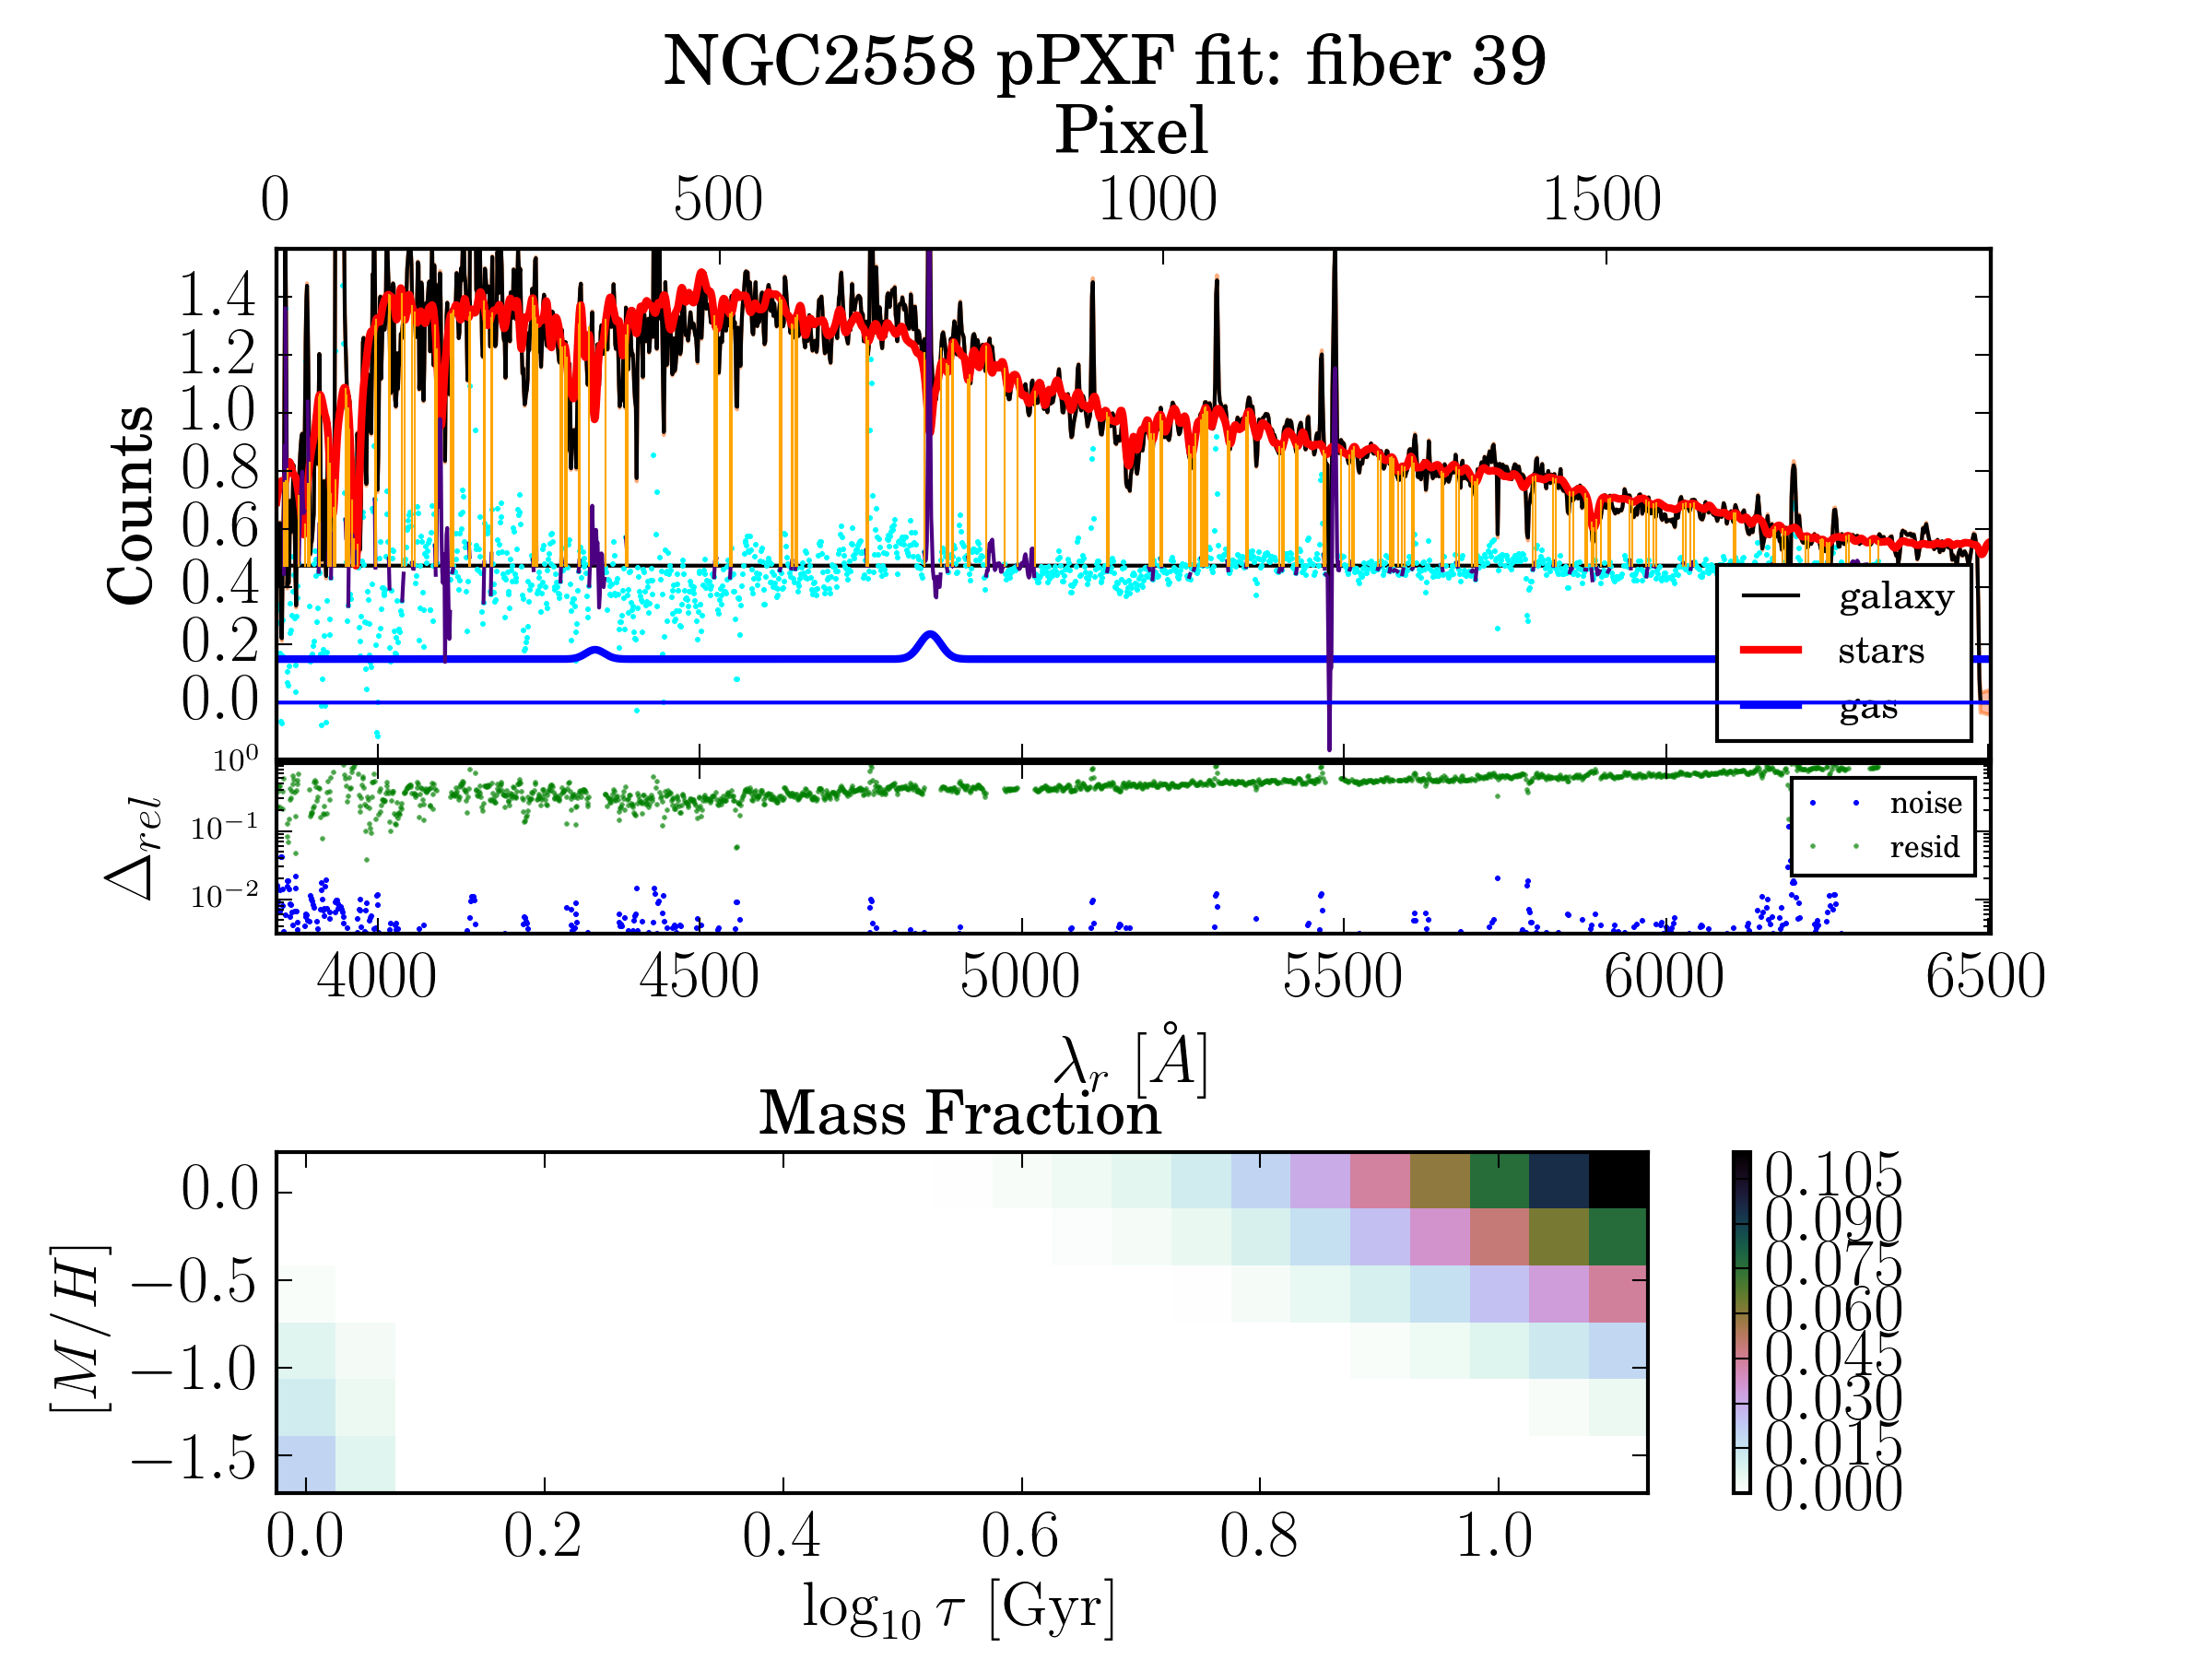 NGC2558 pPXF fit: fiber 39
Pixel
0 500 1000 1500
Counts
1.4
1.2
1.0
0.8
0.6
0.4
0.2
0.0
galaxy
stars
gas
Δrel
10⁰
10⁻¹
10⁻²
noise
resid
4000 4500 5000 5500 6000 6500
λr [Å]
Mass Fraction
[M/H]
0.0
−0.5
−1.0
−1.5
0.105
0.090
0.075
0.060
0.045
0.030
0.015
0.000
0.0 0.2 0.4 0.6 0.8 1.0
log₁₀ τ [Gyr]